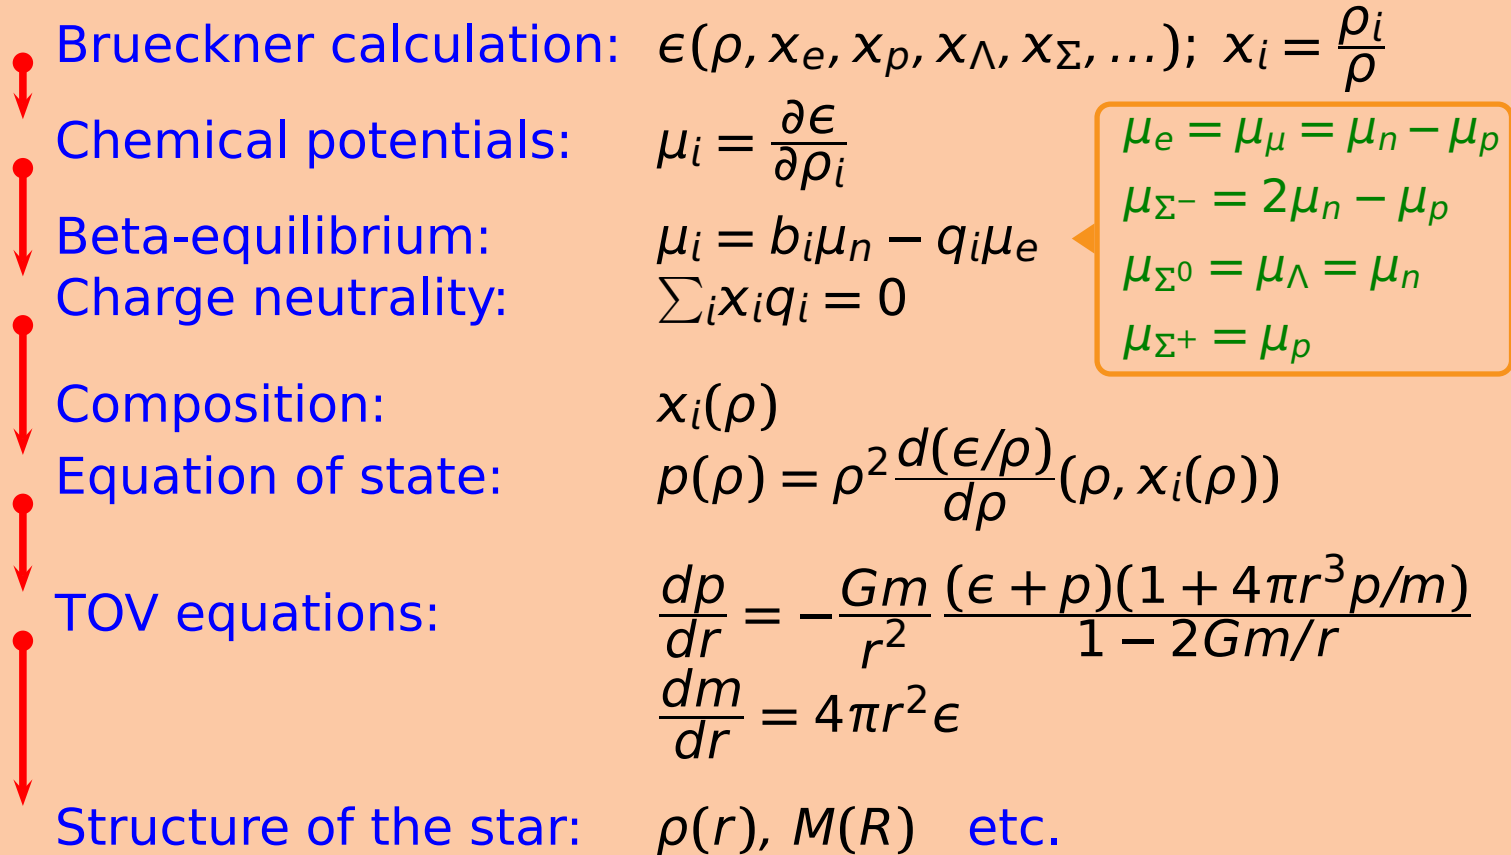 Brueckner calculation: ϵ(ρ, x_e, x_p, x_Λ, x_Σ, …); x_i = ρ_i/ρ
Chemical potentials: μ_i = ∂ϵ/∂ρ_i
Beta-equilibrium: μ_i = b_iμ_n − q_iμ_e
Charge neutrality: ∑_i x_iq_i = 0
μ_e = μ_μ = μ_n − μ_p
μ_Σ⁻ = 2μ_n − μ_p
μ_Σ⁰ = μ_Λ = μ_n
μ_Σ⁺ = μ_p
Composition: x_i(ρ)
Equation of state: p(ρ) = ρ² d(ϵ/ρ)/dρ (ρ, x_i(ρ))
TOV equations: dp/dr = −Gm/r² (ϵ + p)(1 + 4πr³p/m)/1 − 2Gm/r
dm/dr = 4πr²ϵ
Structure of the star: ρ(r), M(R) etc.